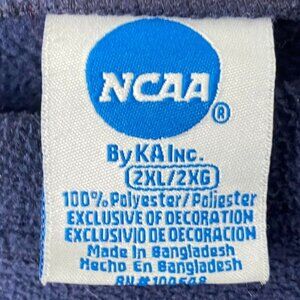 NCAA
®
By KA Inc.
2XL/2XG
100% Polyester/Poliester
EXCLUSIVE OF DECORATION
EXCLUSIVO DE DECORACION
Made In Bangladesh
Hecho En Bangladesh
RN#